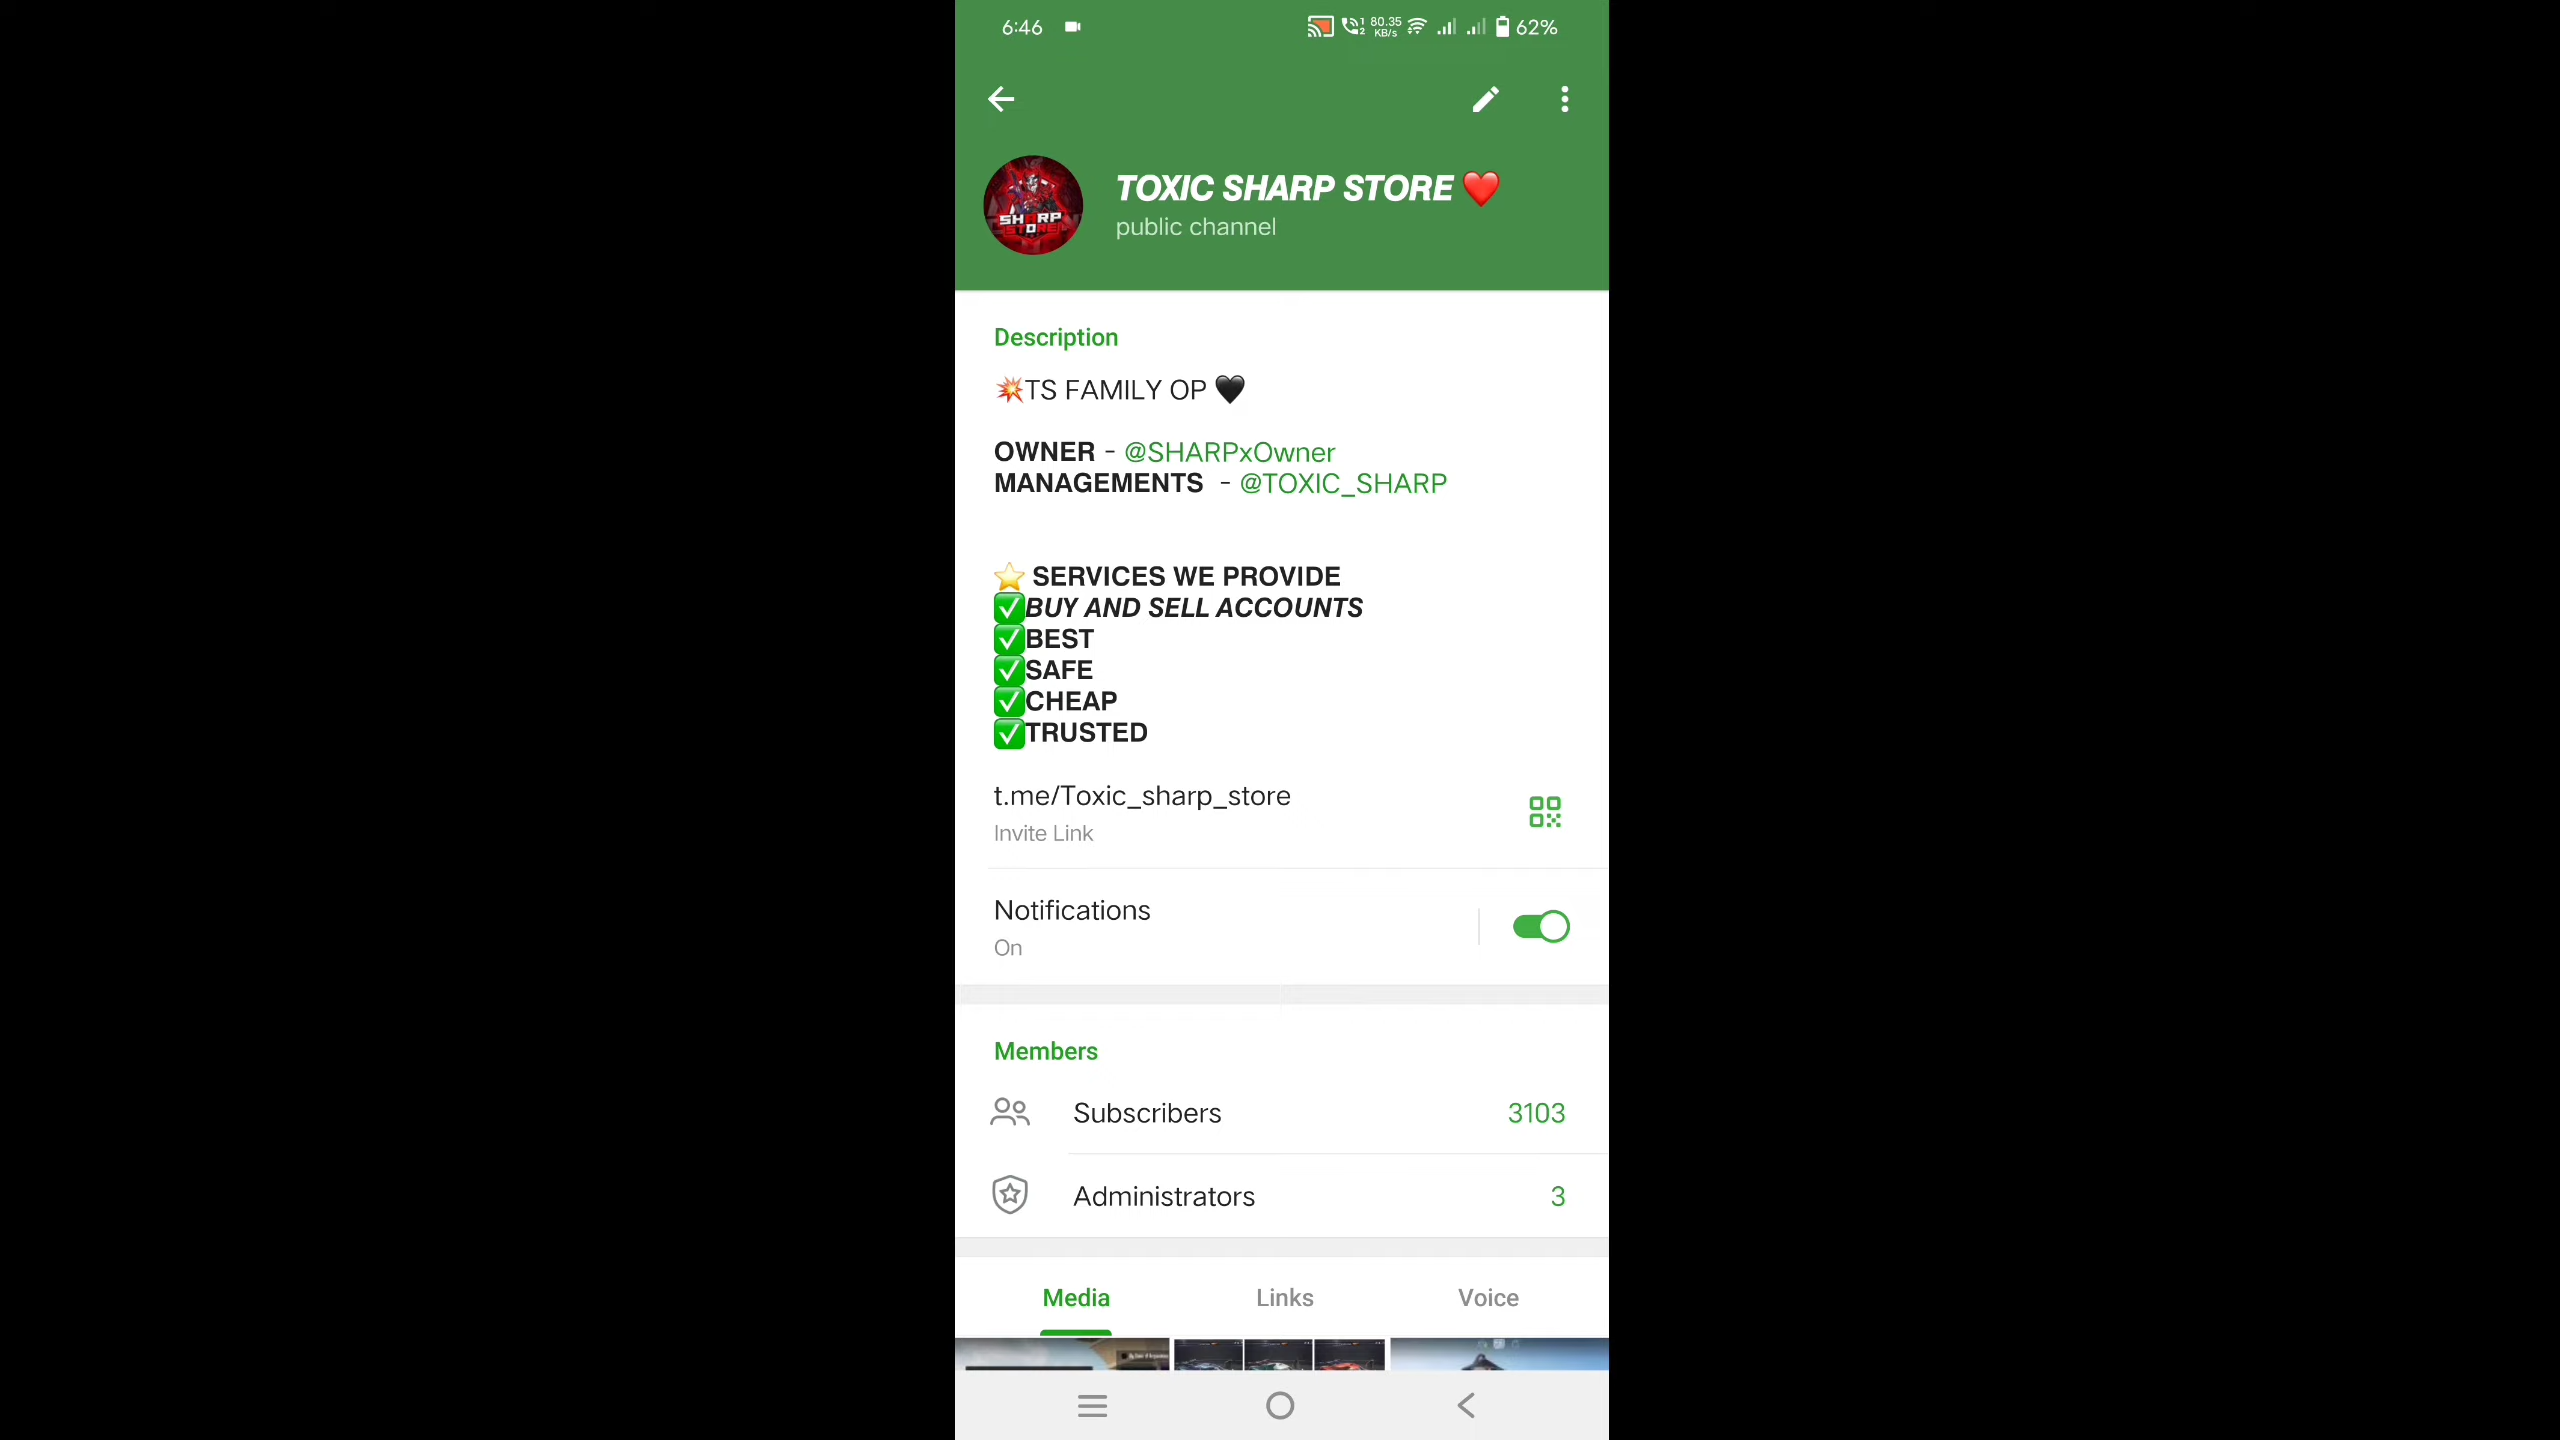 6:46
80.35
KB/s
62%
TOXIC SHARP STORE ❤️
public channel
SHARP
STORE
Description
💥TS FAMILY OP 🖤
OWNER - @SHARPxOwner
MANAGEMENTS - @TOXIC_SHARP
⭐ SERVICES WE PROVIDE
✅BUY AND SELL ACCOUNTS
✅BEST
✅SAFE
✅CHEAP
✅TRUSTED
t.me/Toxic_sharp_store
Invite Link
Notifications
On
Members
Subscribers 3103
Administrators 3
Media Links Voice